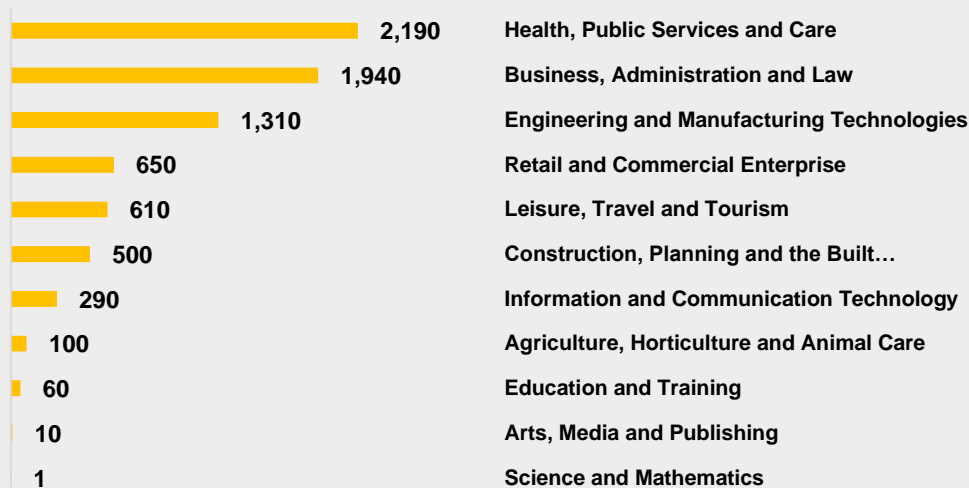 2,190 Health, Public Services and Care
1,940 Business, Administration and Law
1,310 Engineering and Manufacturing Technologies
650 Retail and Commercial Enterprise
610 Leisure, Travel and Tourism
500 Construction, Planning and the Built…
290 Information and Communication Technology
100 Agriculture, Horticulture and Animal Care
60 Education and Training
10 Arts, Media and Publishing
1 Science and Mathematics